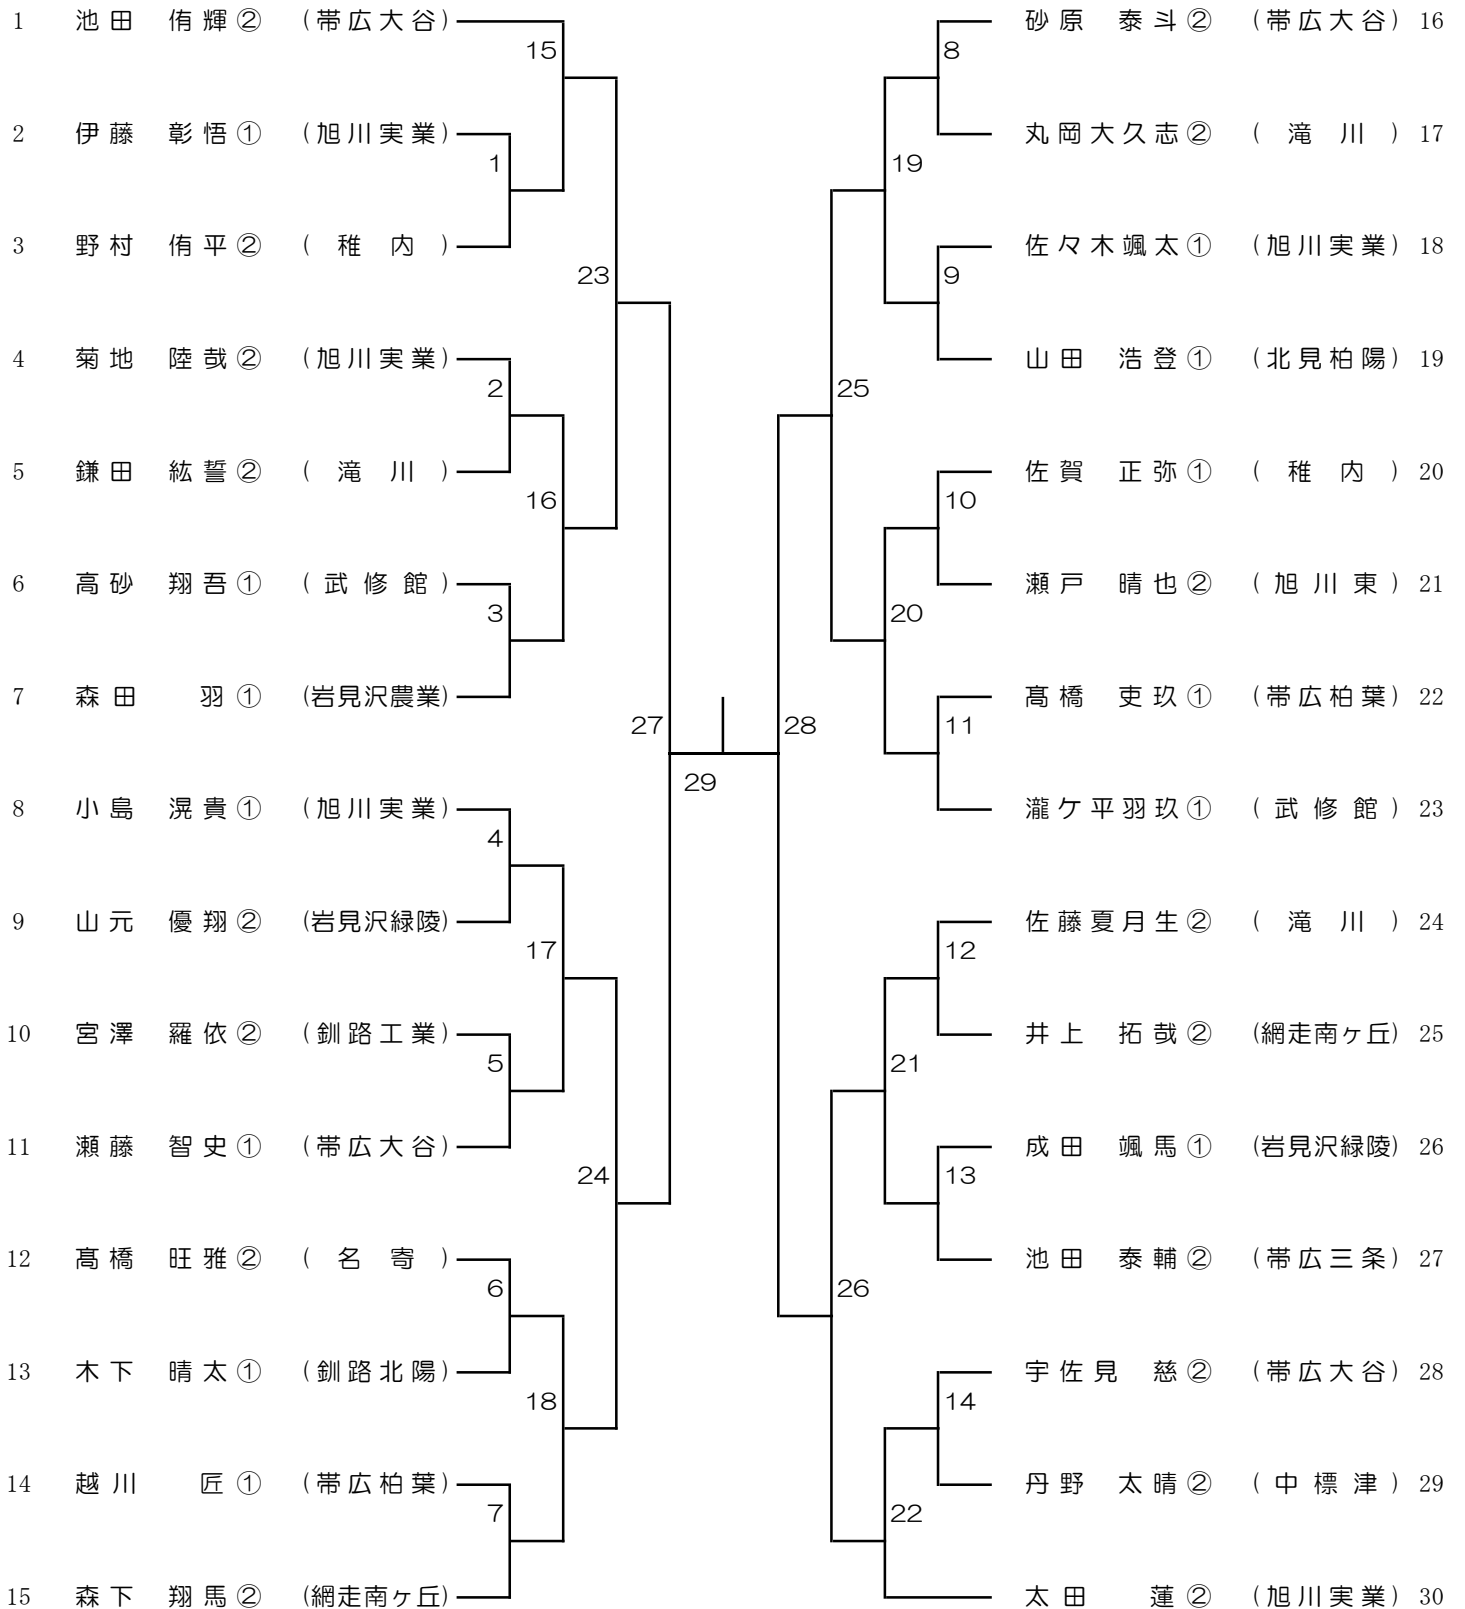 1 池田 侑輝② (帯広大谷)
15
2 伊藤 彰悟① (旭川実業)
1
3 野村 侑平② (稚内)
23
4 菊地 陸哉② (旭川実業)
2
5 鎌田 紘誓② (滝川)
16
6 高砂 翔吾① (武修館)
3
7 森田 羽① (岩見沢農業)
27
29
8 小島 滉貴① (旭川実業)
4
9 山元 優翔② (岩見沢緑陵)
17
10 宮澤 羅依② (釧路工業)
5
11 瀬藤 智史① (帯広大谷)
24
12 髙橋 旺雅② (名寄)
6
13 木下 晴太① (釧路北陽)
18
14 越川 匠① (帯広柏葉)
7
15 森下 翔馬② (網走南ヶ丘)
砂原 泰斗② (帯広大谷) 16
8
丸岡大久志② (滝川) 17
19
佐々木颯太① (旭川実業) 18
9
山田 浩登① (北見柏陽) 19
25
佐賀 正弥① (稚内) 20
10
瀬戸 晴也② (旭川東) 21
20
髙橋 吏玖① (帯広柏葉) 22
11
28
瀧ケ平羽玖① (武修館) 23
佐藤夏月生② (滝川) 24
12
井上 拓哉② (網走南ヶ丘) 25
21
成田 颯馬① (岩見沢緑陵) 26
13
池田 泰輔② (帯広三条) 27
26
宇佐見 慈② (帯広大谷) 28
14
丹野 太晴② (中標津) 29
22
太田 蓮② (旭川実業) 30